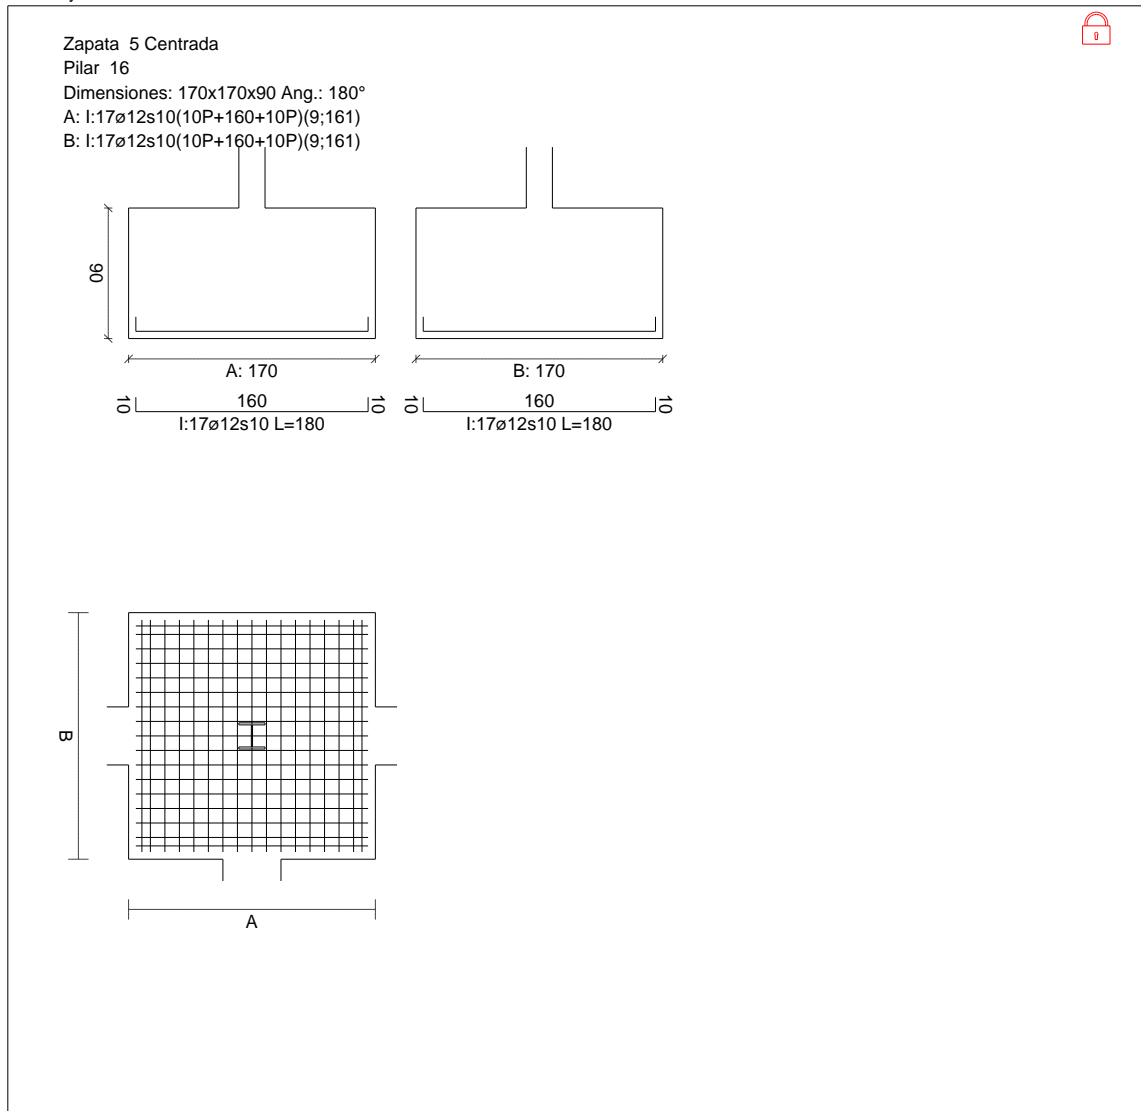 Zapata 5 Centrada
Pilar 16
Dimensiones: 170x170x90 Ang.: 180°
A: I:17ø12s10(10P+160+10P)(9;161)
B: I:17ø12s10(10P+160+10P)(9;161)
90
A: 170
B: 170
10 160 10
10 160 10
I:17ø12s10 L=180
I:17ø12s10 L=180
B
A